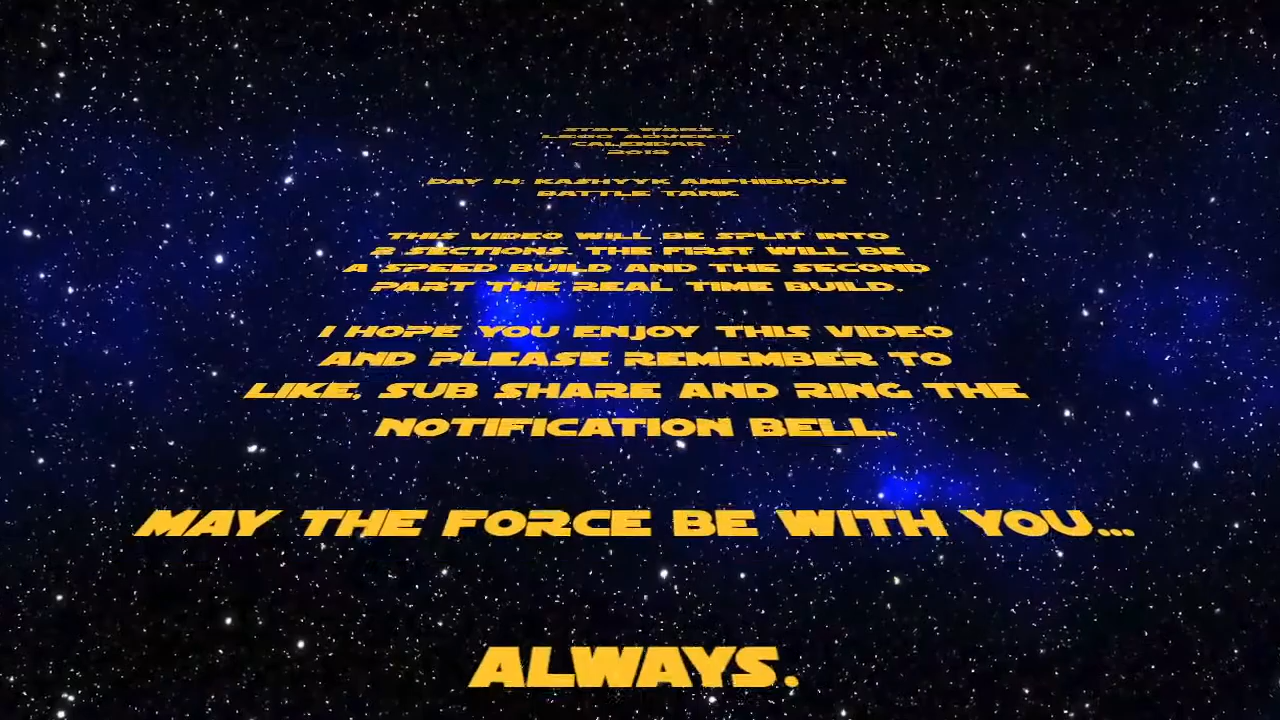 STAR WARS
LEGO ADVENT
CALENDAR
2019
DAY 14: KASHYYK AMPHIBIOUS
BATTLE TANK
THIS VIDEO WILL BE SPLIT INTO
2 SECTIONS. THE FIRST WILL BE
A SPEED BUILD AND THE SECOND
PART THE REAL TIME BUILD.
I HOPE YOU ENJOY THIS VIDEO
AND PLEASE REMEMBER TO
LIKE, SUB SHARE AND RING THE
NOTIFICATION BELL.
MAY THE FORCE BE WITH YOU...
ALWAYS.